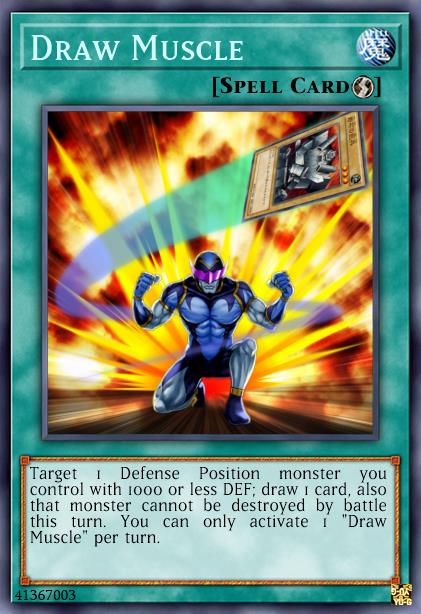 DRAW MUSCLE
魔
[SPELL CARD]
Target 1 Defense Position monster you
control with 1000 or less DEF; draw 1 card, also
that monster cannot be destroyed by battle
this turn. You can only activate 1 "Draw
Muscle" per turn.
41367003